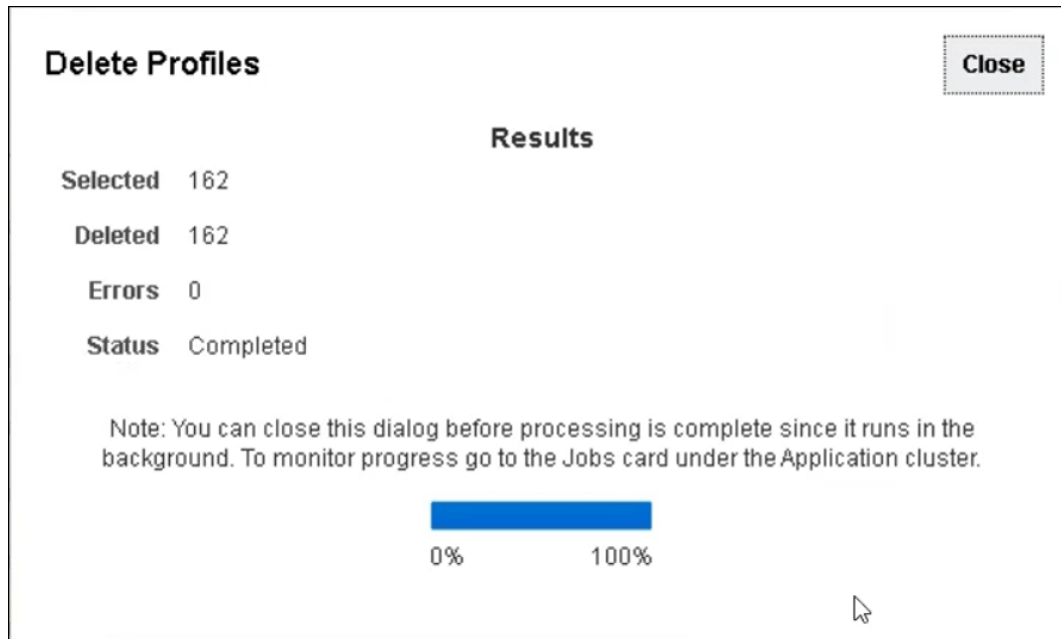 Delete Profiles
Close
Results
Selected 162
Deleted 162
Errors 0
Status Completed
Note: You can close this dialog before processing is complete since it runs in the
background. To monitor progress go to the Jobs card under the Application cluster.
0% 100%